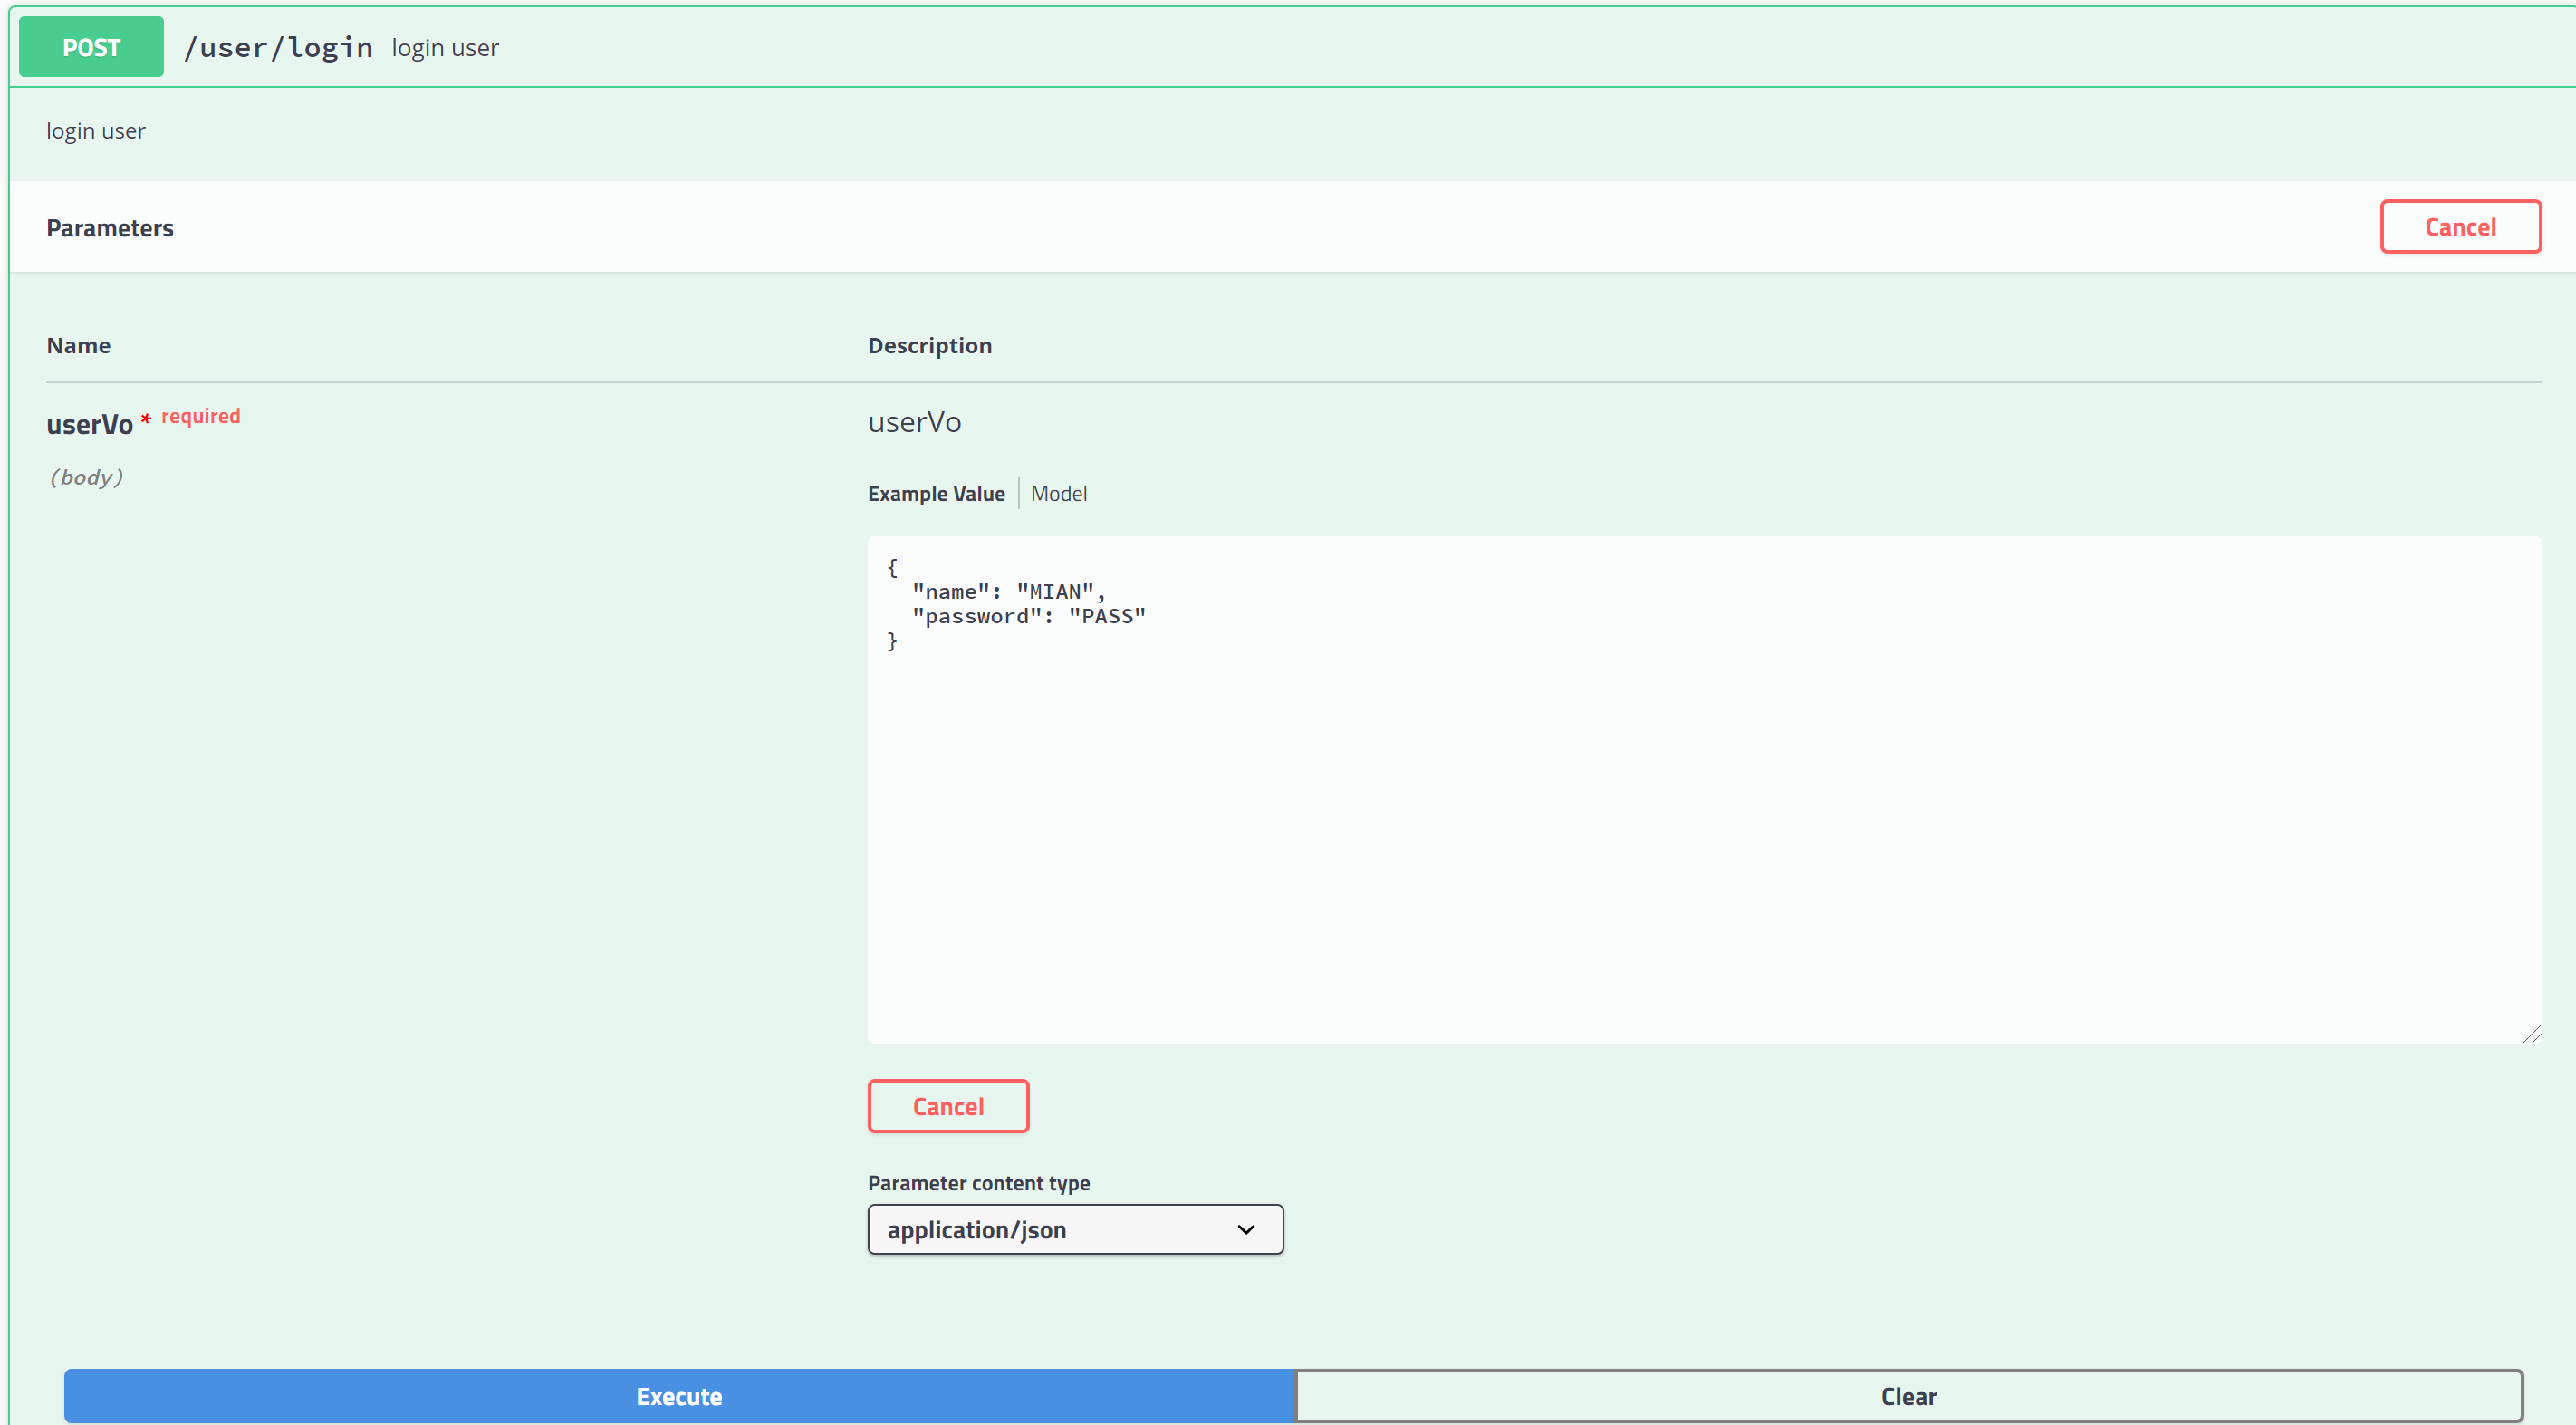 POST /user/login login user
login user
Parameters Cancel
Name Description
userVo * required userVo
(body)
Example Value Model
{
"name": "MIAN",
"password": "PASS"
}
Cancel
Parameter content type
application/json
Execute Clear